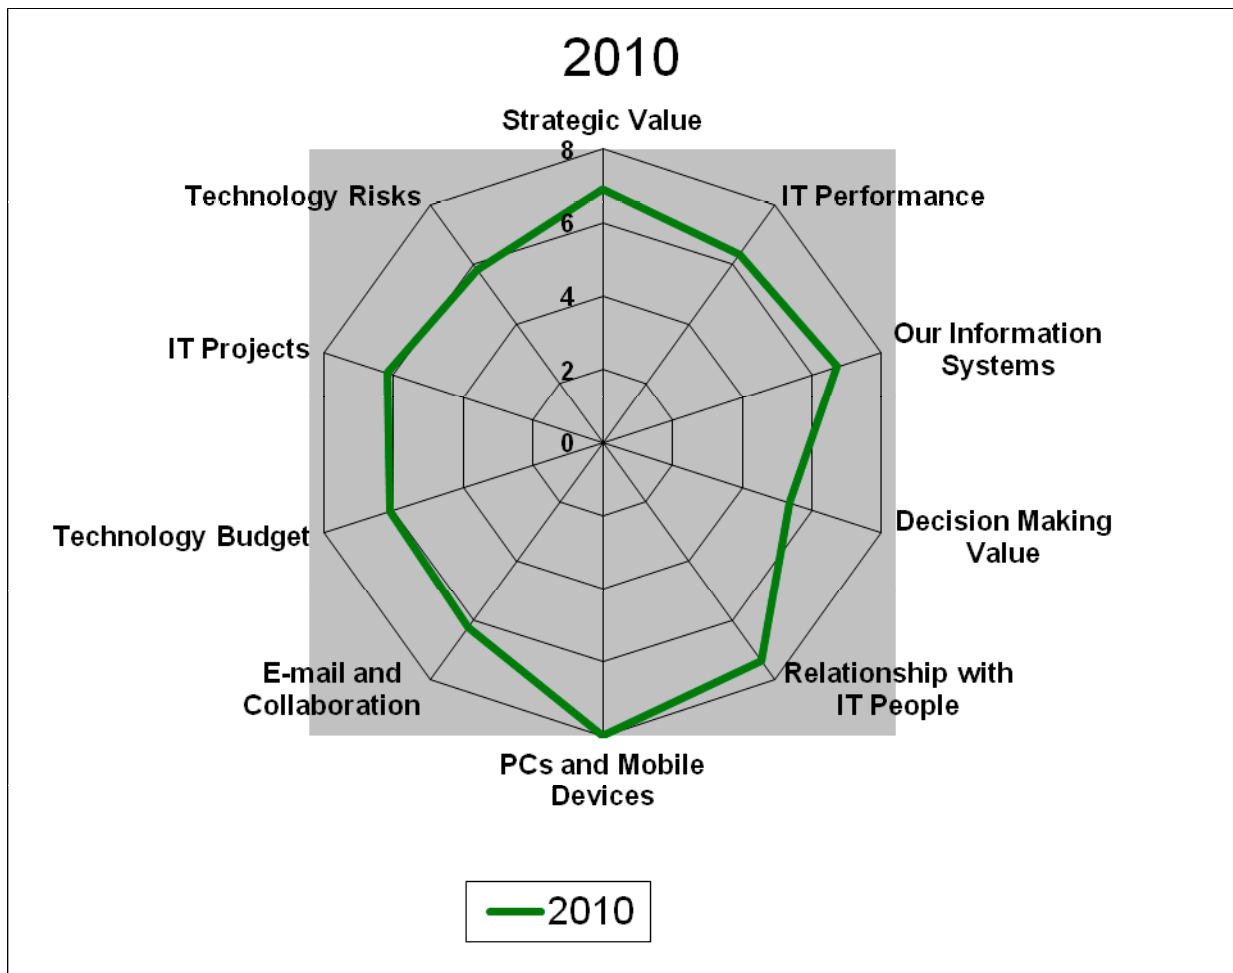 2010
Strategic Value
8
Technology Risks
IT Performance
6
4
Our Information
Systems
IT Projects
2
0
Decision Making
Value
Technology Budget
E-mail and
Collaboration
Relationship with
IT People
PCs and Mobile
Devices
2010